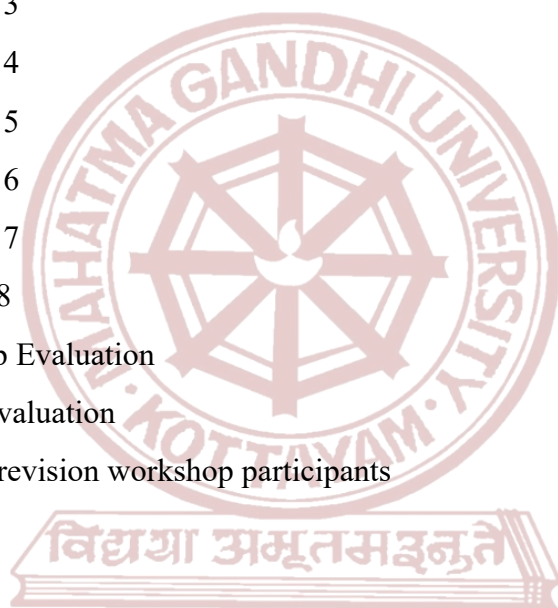 3
4
5
6
7
8
Evaluation
valuation
revision workshop participants
MAHATMA GANDHI UNIVERSITY
KOTTAYAM
विद्यया अमृतमश्नुते